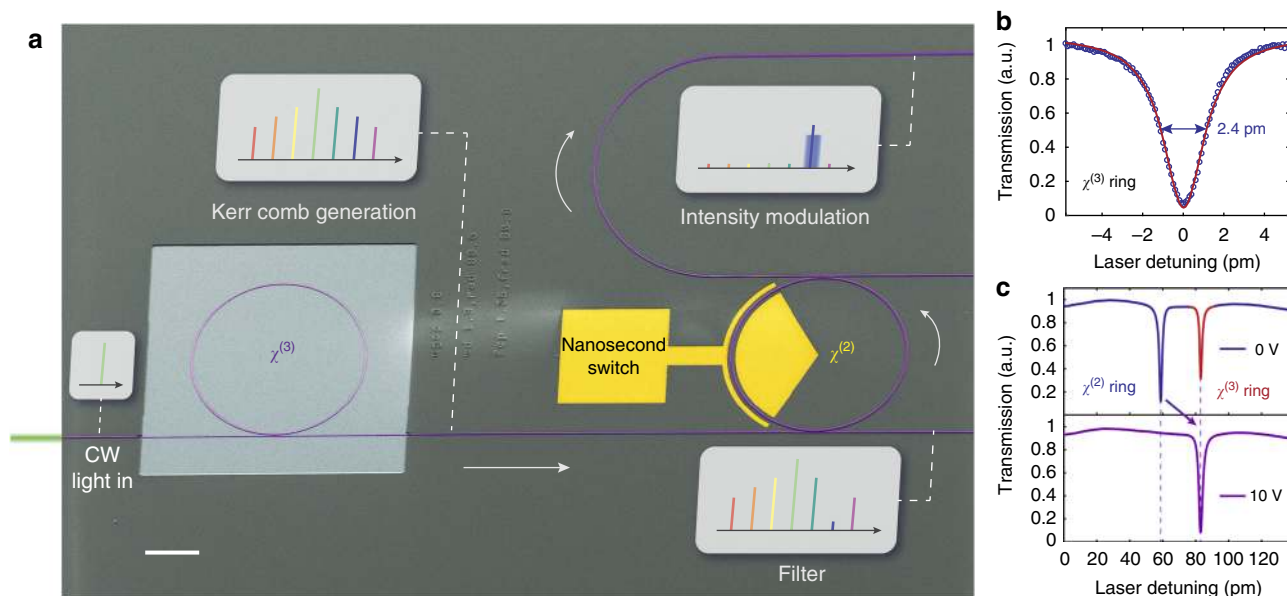 a
Kerr comb generation
Intensity modulation
χ(3)
Nanosecond
switch
χ(2)
CW
light in
Filter
b
Transmission (a.u.)
1
0.8
0.6
0.4
0.2
0
2.4 pm
χ(3) ring
−4 −2 0 2 4
Laser detuning (pm)
c
Transmission (a.u.)
1
0.8
0.6
0.4
0.2
0 V
χ(2) ring
χ(3) ring
1
0.8
0.6
0.4
0.2
0
10 V
0 20 40 60 80 100 120
Laser detuning (pm)